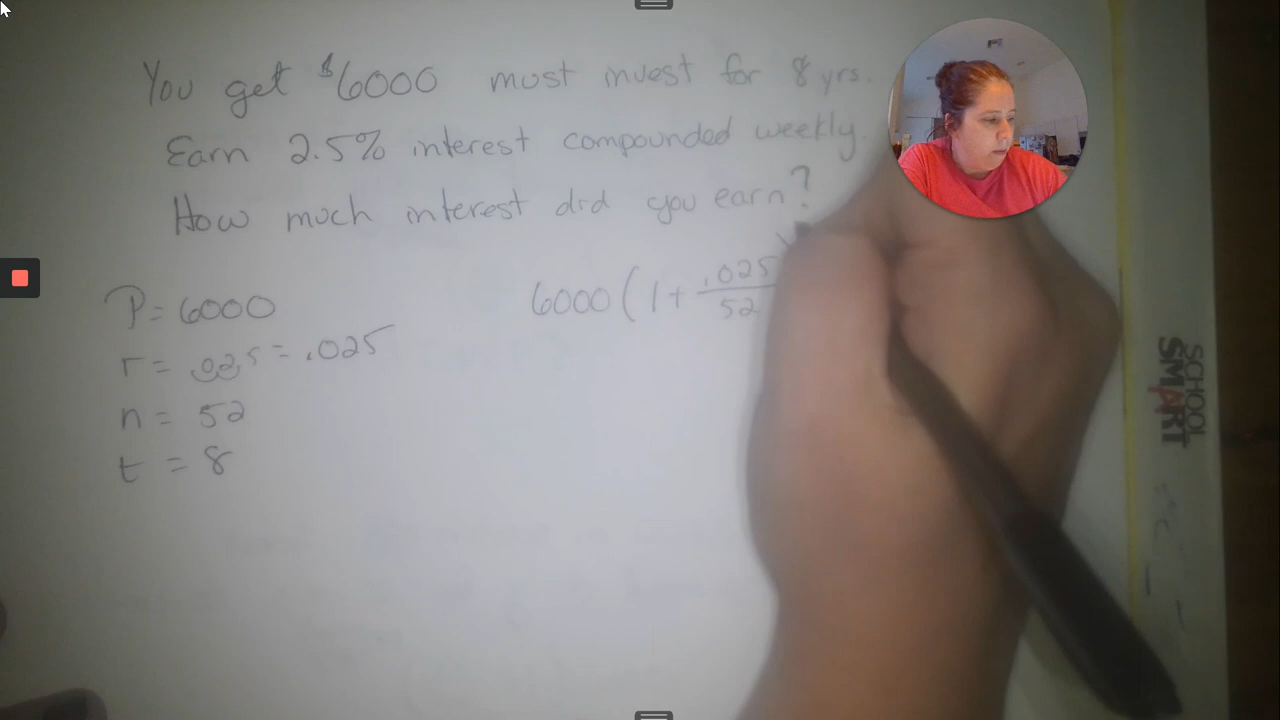 You get $6000 must invest for 8 yrs.
Earn 2.5% interest compounded weekly.
How much interest did you earn?
P = 6000
r = .025 = .025
n = 52
t = 8
6000 ( 1 + .025 / 52 )
SCHOOL
SMART